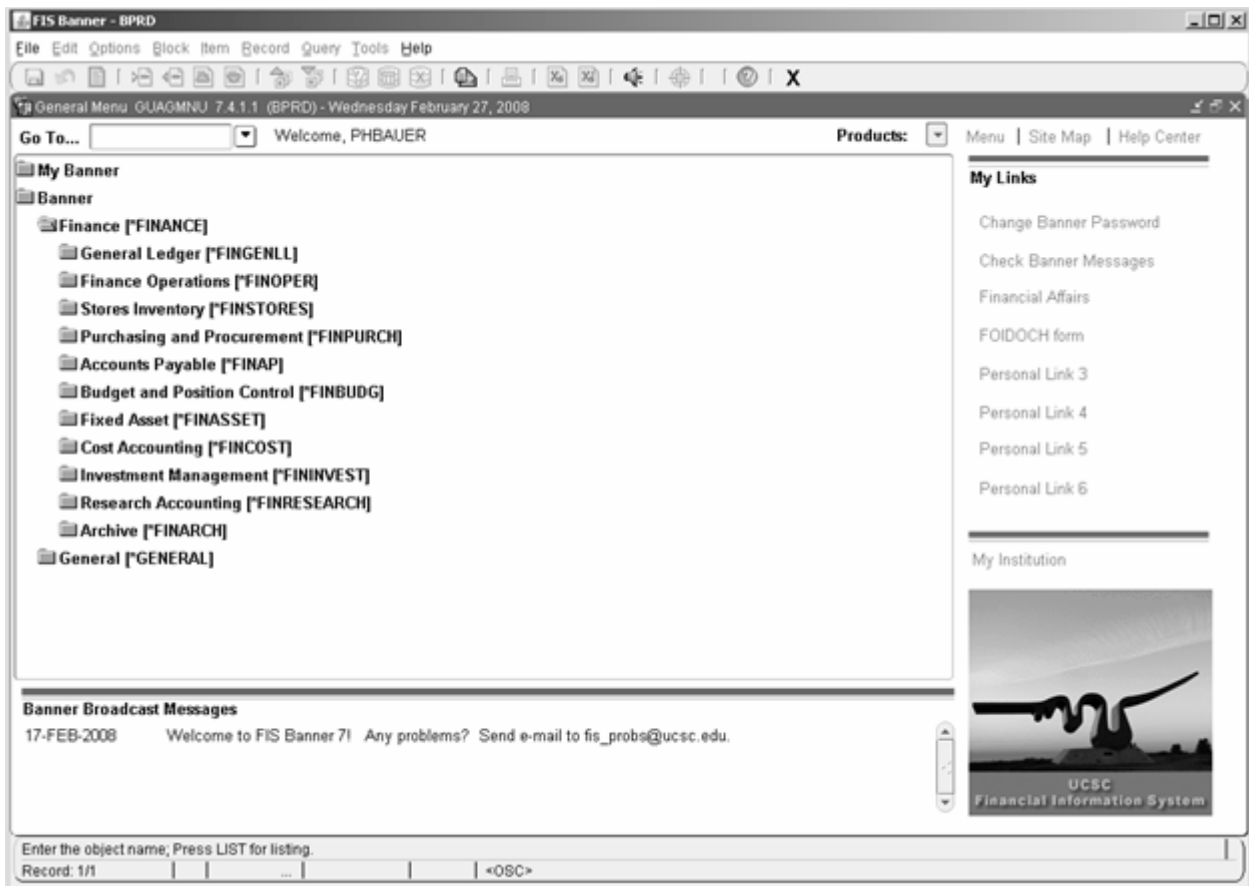 FIS Banner - BPRD
File Edit Options Block Item Record Query Tools Help
General Menu GUAGMNU 7.4.1.1 (BPRD) - Wednesday February 27, 2008
Go To... Welcome, PHBAUER Products: Menu | Site Map | Help Center
My Banner
Banner
Finance [*FINANCE]
General Ledger [*FINGENLL]
Finance Operations [*FINOPER]
Stores Inventory [*FINSTORES]
Purchasing and Procurement [*FINPURCH]
Accounts Payable [*FINAP]
Budget and Position Control [*FINBUDG]
Fixed Asset [*FINASSET]
Cost Accounting [*FINCOST]
Investment Management [*FININVEST]
Research Accounting [*FINRESEARCH]
Archive [*FINARCH]
General [*GENERAL]
My Links
Change Banner Password
Check Banner Messages
Financial Affairs
FOIDOCH form
Personal Link 3
Personal Link 4
Personal Link 5
Personal Link 6
My Institution
UCSC
Financial Information System
Banner Broadcast Messages
17-FEB-2008 Welcome to FIS Banner 7! Any problems? Send e-mail to fis_probs@ucsc.edu.
Enter the object name; Press LIST for listing.
Record: 1/1 ... <OSC>